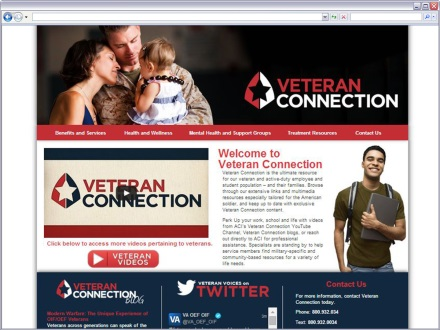 VETERAN
CONNECTION
Benefits and Services
Health and Wellness
Mental Health and Support Groups
Treatment Resources
Contact Us
VETERAN
CONNECTION
Click below to access more videos pertaining to veterans.
VETERAN
VIDEOS
Welcome to
Veteran Connection
Veteran Connection is the ultimate resource
for our veteran and active-duty employee and
student population – and their families. Browse
through our extensive links and multimedia
resources especially tailored for the American
soldier, and keep up to date with exclusive
Veteran Connection content.
Perk Up your work, school and life with videos
from ACI's Veteran Connection YouTube
Channel, Veteran Connection blogs, or reach
out directly to ACI for professional
assistance. Specialists are standing by to help
service members find military-specific and
community-based resources for a variety of
life needs.
VETERAN
CONNECTION
BLOG
Modern Warfare: The Unique Experience of
OIF/OEF Veterans
Veterans across generations can speak of the
VETERAN VOICES on
TWITTER
VA
VA OEF OIF
@VA_OEF_OIF
Contact Us
For more information, contact Veteran
Connection today.
Phone: 800.932.034
Text: 800.932.0034